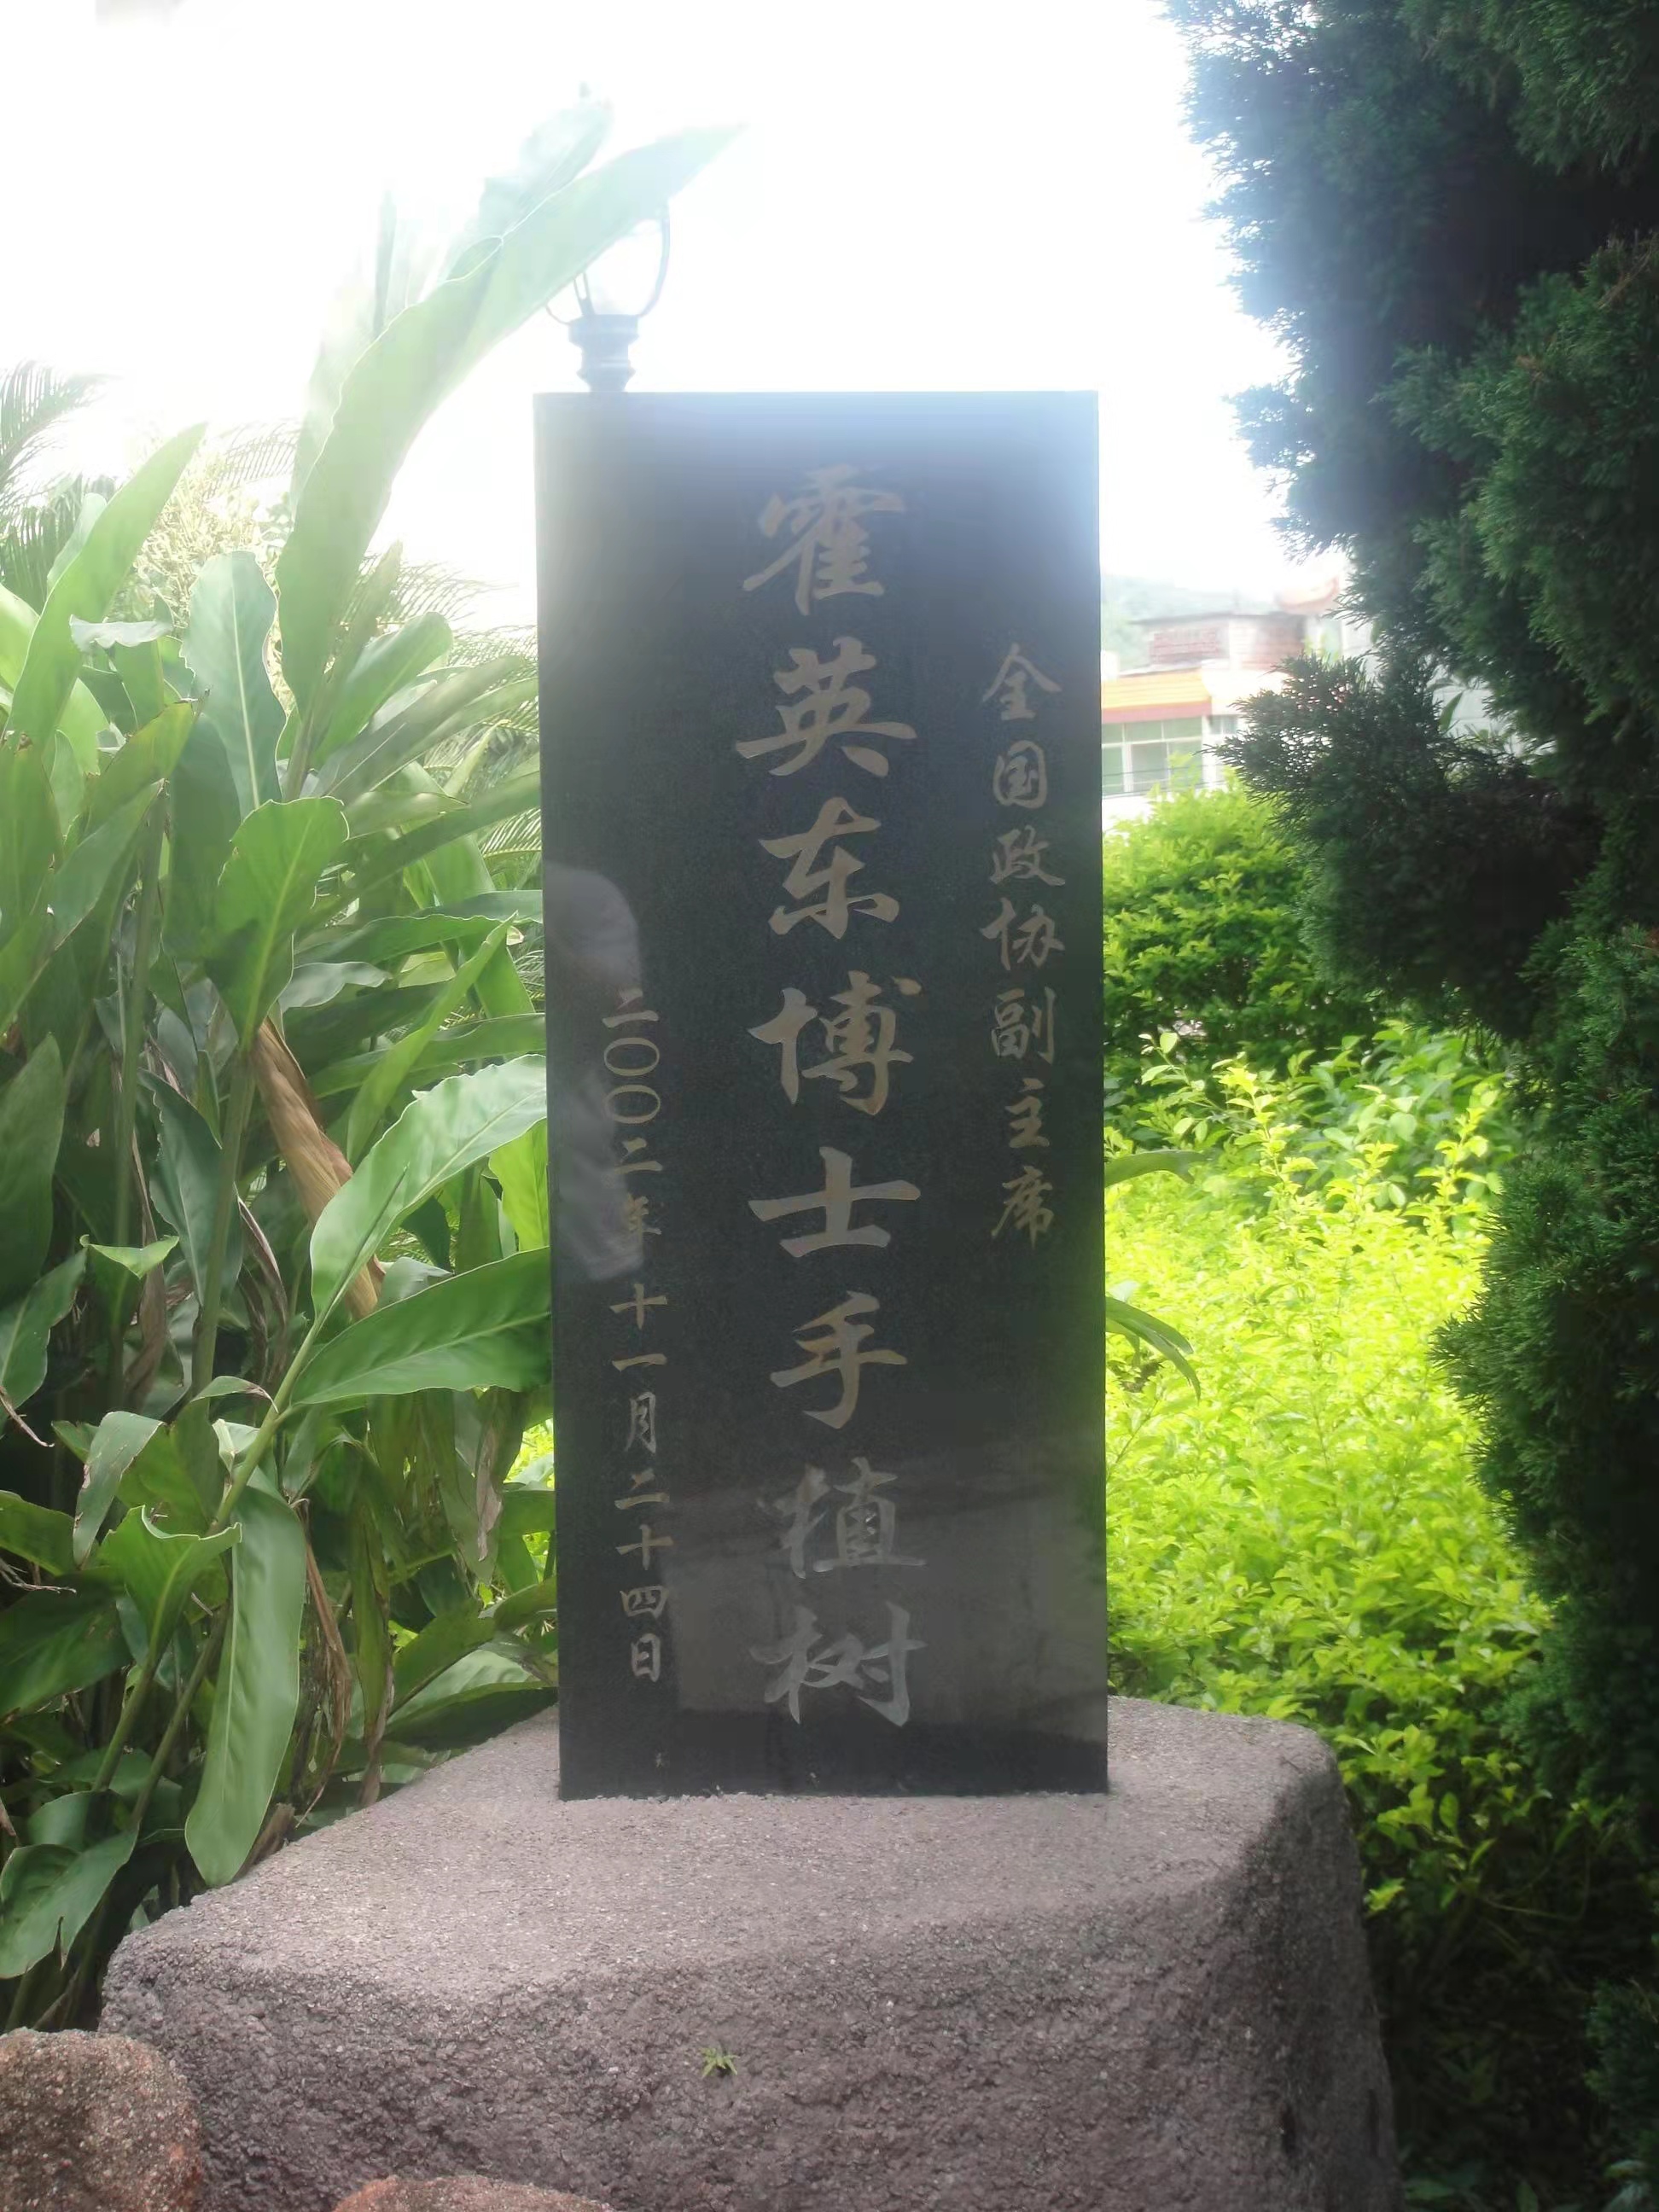 全国政协副主席
霍英东博士手植树
二〇〇二年十一月二十四日